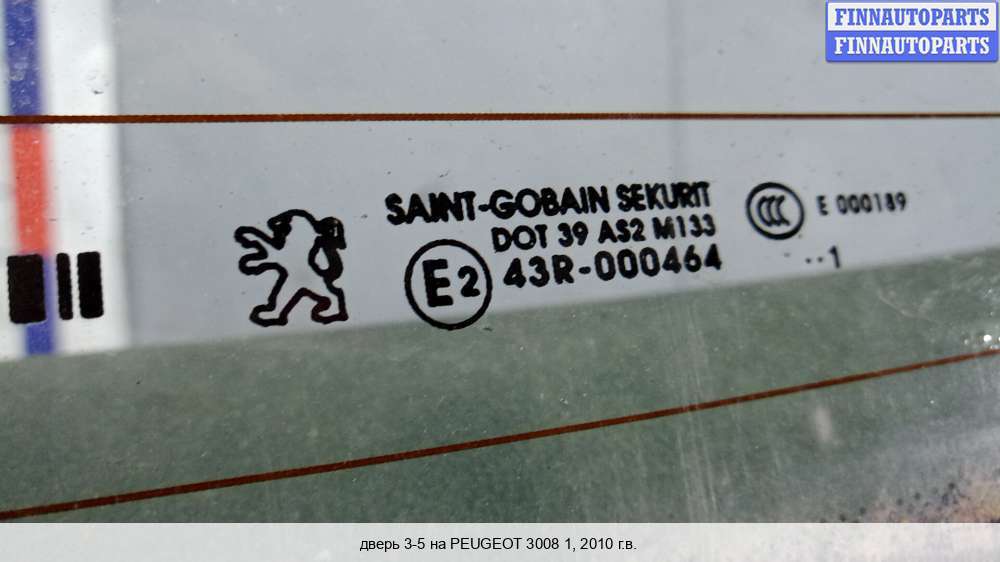 FINNAUTOPARTS
FINNAUTOPARTS
SAINT-GOBAIN SEKURIT
DOT 39 AS2 M133
E2 43R-000464
CCC E 000189
··1
дверь 3-5 на PEUGEOT 3008 1, 2010 г.в.